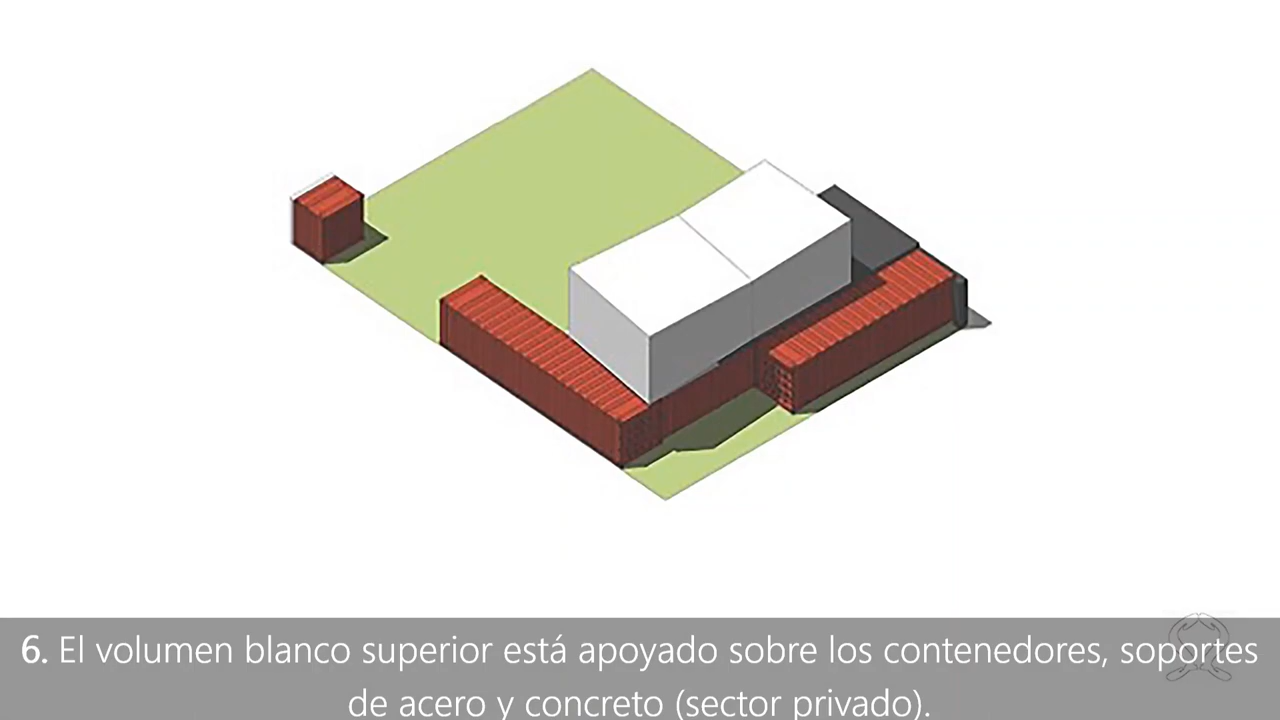 6. El volumen blanco superior está apoyado sobre los contenedores, soportes
de acero y concreto (sector privado).